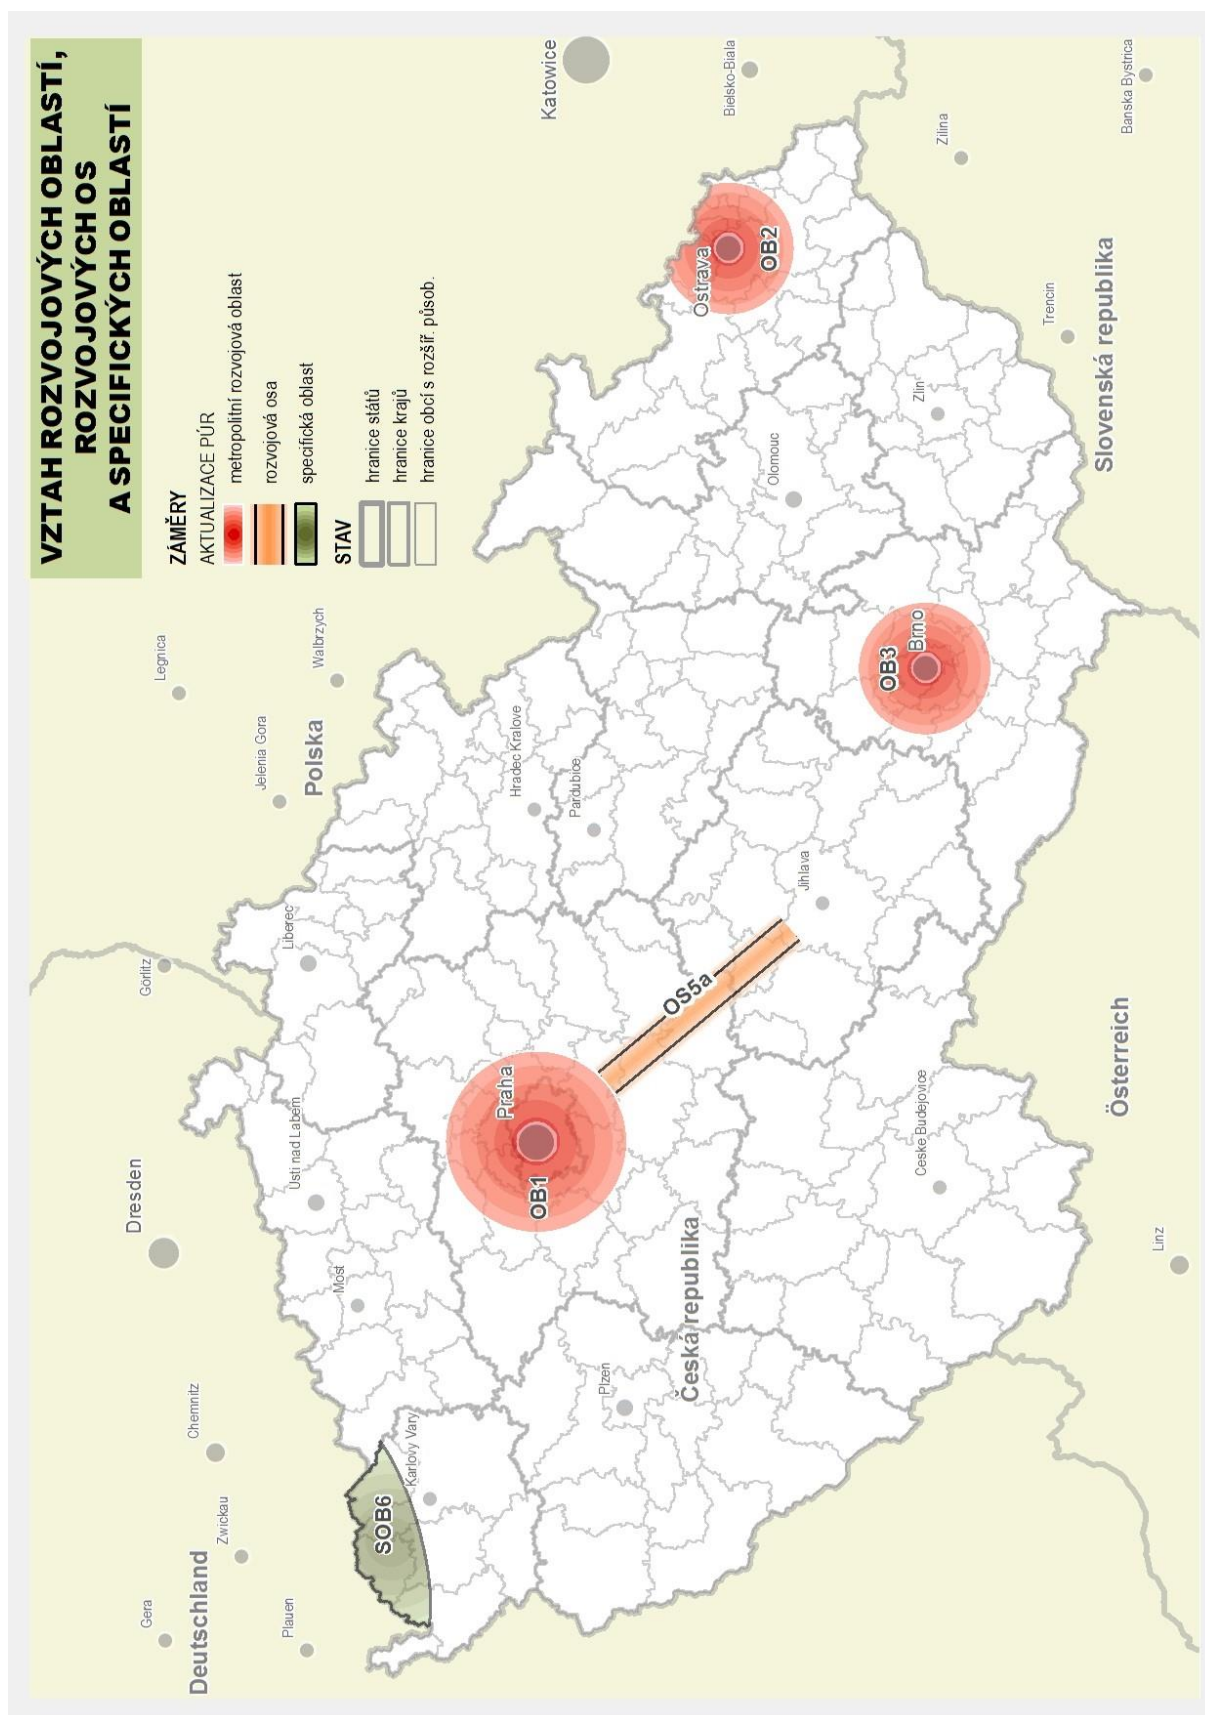 VZTAH ROZVOJOVÝCH OBLASTÍ,
ROZVOJOVÝCH OS
A SPECIFICKÝCH OBLASTÍ
ZÁMĚRY
AKTUALIZACE PÚR
metropolitní rozvojová oblast
rozvojová osa
specifická oblast
STAV
hranice států
hranice krajů
hranice obcí s rozšíř. působ.
Dresden
Görlitz
Legnica
Jelenia Gora
Walbrzych
Polska
Katowice
Bielsko-Biala
Zilina
Banska Bystrica
Chemnitz
Zwickau
Gera
Deutschland
Plauen
SOB6
Karlovy Vary
Most
Usti nad Labem
Liberec
Hradec Kralove
Pardubice
Praha
OB1
OS5a
Jihlava
Plzen
Česká republika
Ceske Budejovice
Olomouc
Ostrava
OB2
Zlin
OB3
Brno
Trencin
Slovenská republika
Österreich
Linz